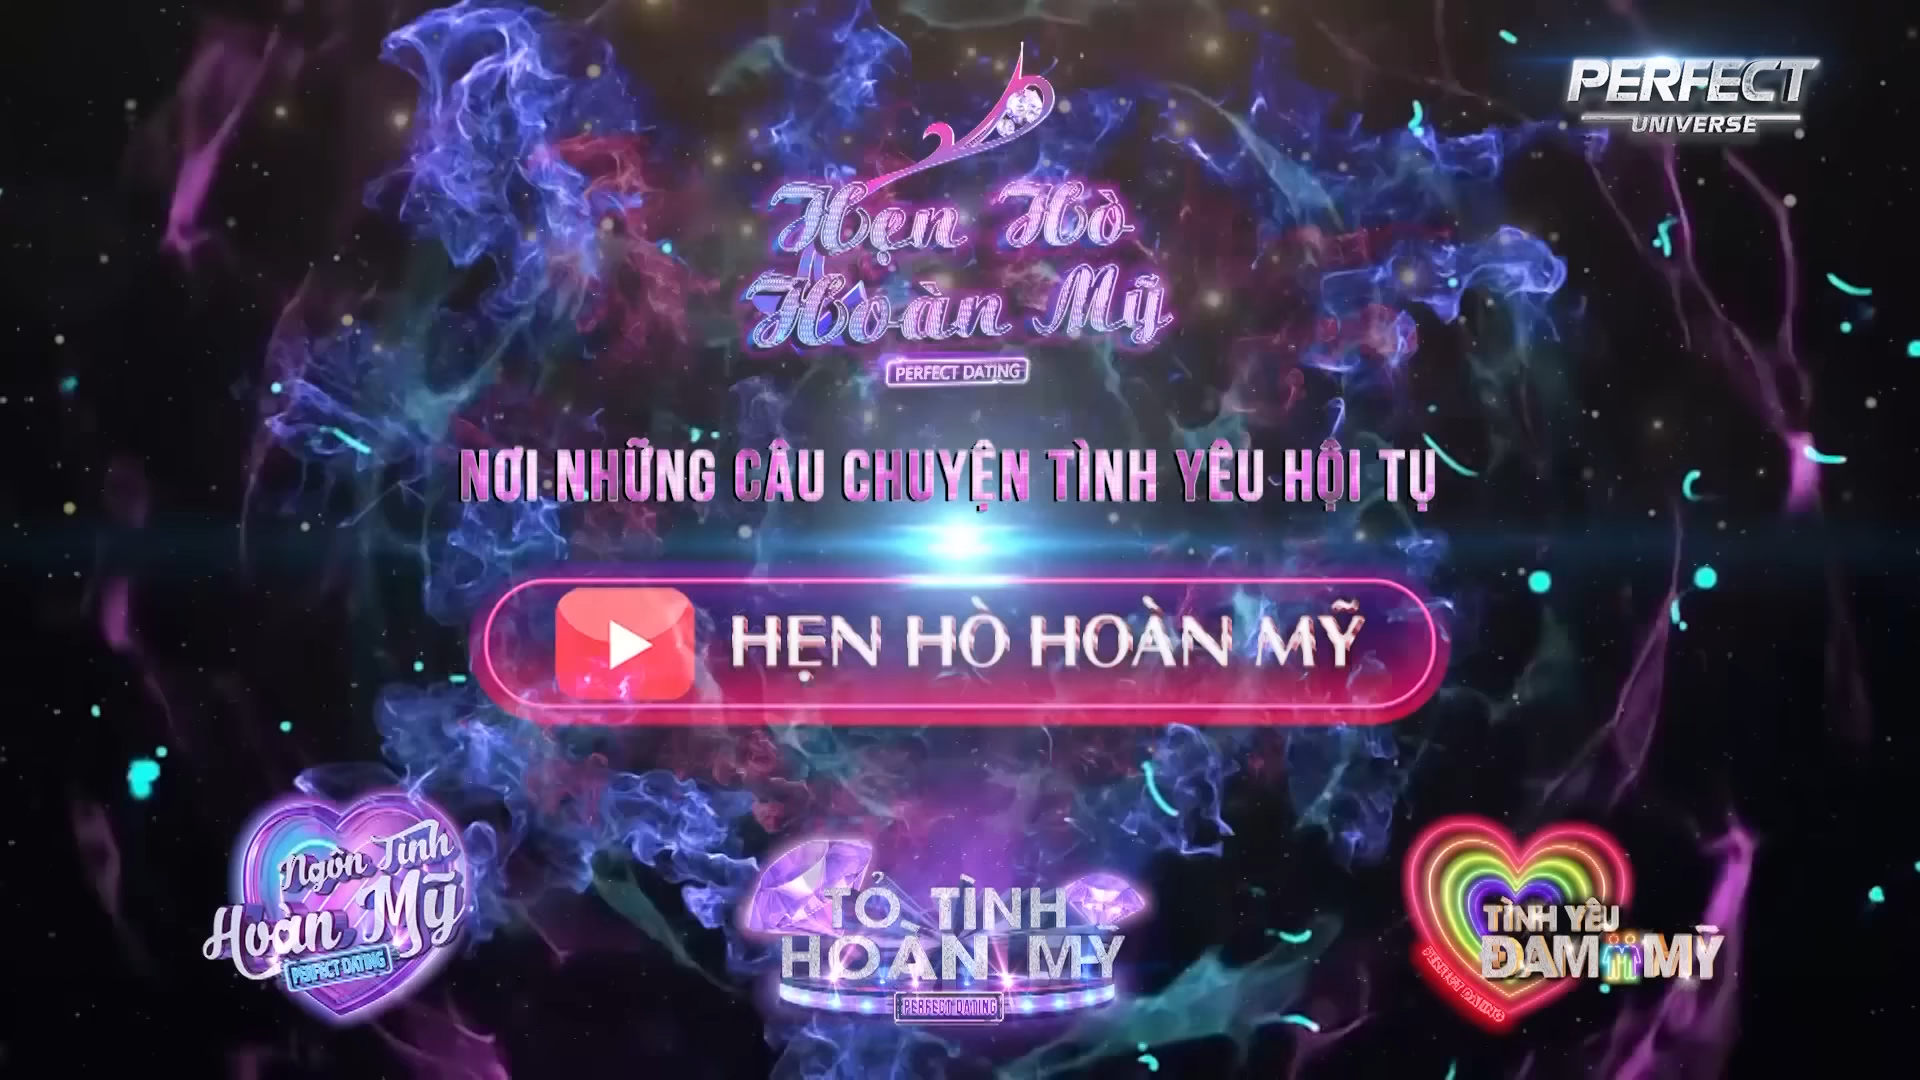 PERFECT
UNIVERSE
Hẹn Hò
Hoàn Mỹ
PERFECT DATING
NƠI NHỮNG CÂU CHUYỆN TÌNH YÊU HỘI TỤ
HẸN HÒ HOÀN MỸ
Ngôn Tình
Hoàn Mỹ
PERFECT DATING
TỎ TÌNH
HOÀN MỸ
PERFECT DATING
TÌNH YÊU
ĐAM MỸ
PERFECT DATING